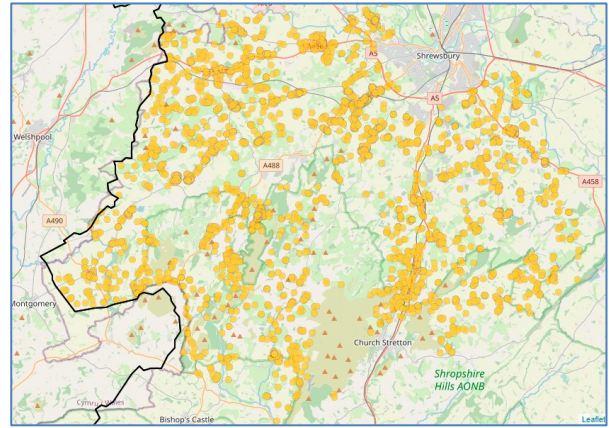 Shrewsbury
A5
A5
Welshpool
A488
A458
A490
Montgomery
Church Stretton
Shropshire
Hills AONB
Cymru / Wales
Bishop's Castle
Leaflet